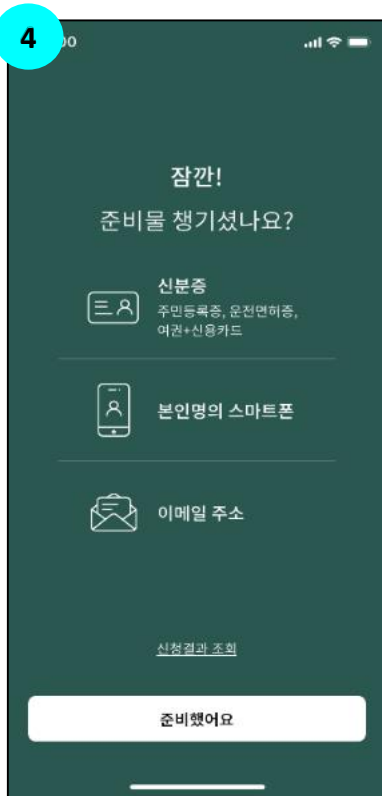 4
00
잠깐!
준비물 챙기셨나요?
신분증
주민등록증, 운전면허증,
여권+신용카드
본인명의 스마트폰
이메일 주소
신청결과 조회
준비했어요